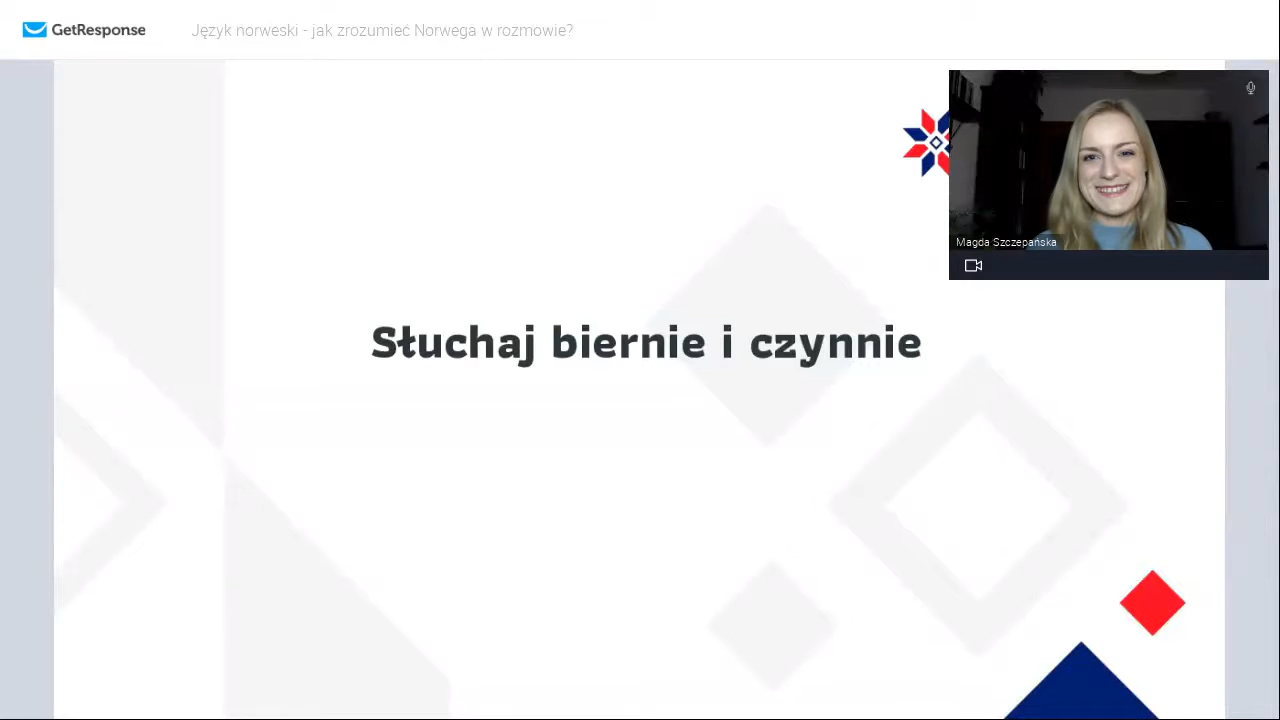 GetResponse
Język norweski - jak zrozumieć Norwega w rozmowie?
Magda Szczepańska
Słuchaj biernie i czynnie